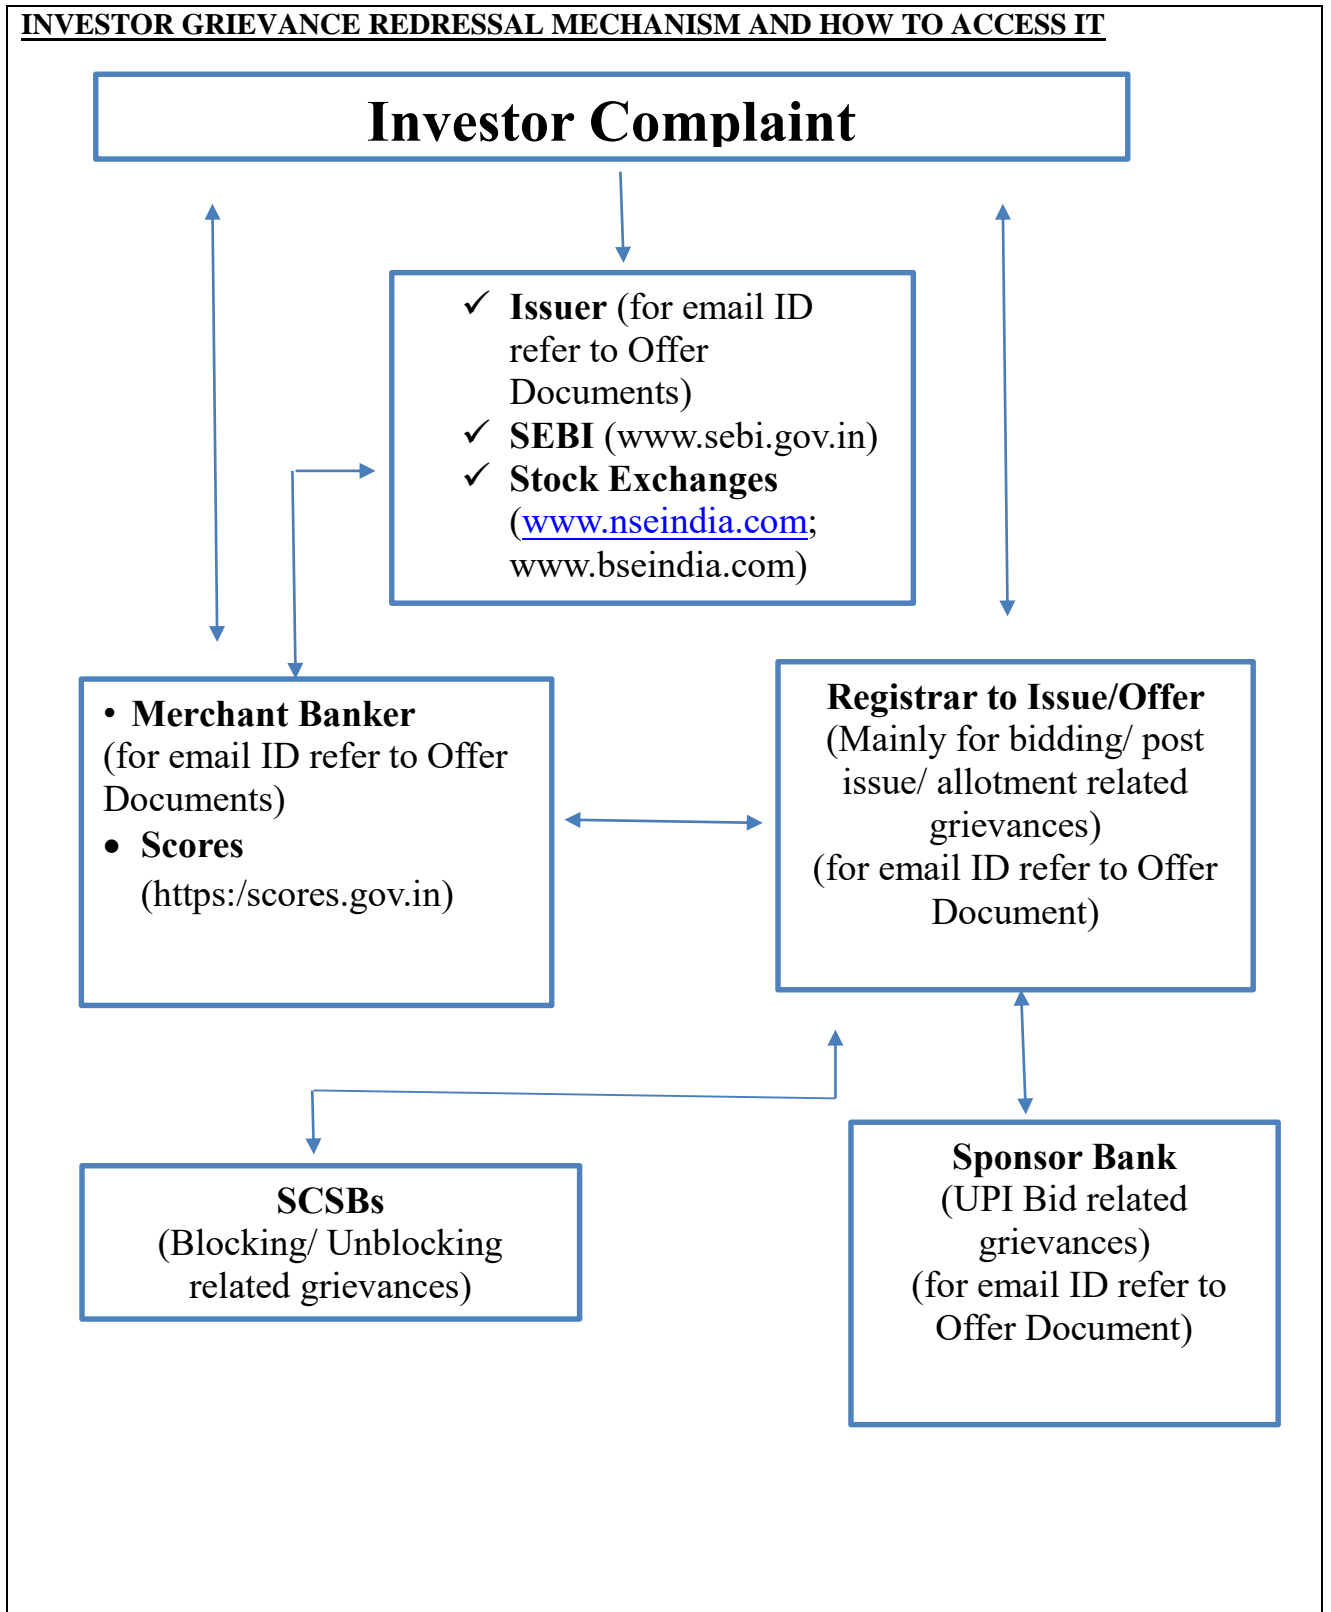 INVESTOR GRIEVANCE REDRESSAL MECHANISM AND HOW TO ACCESS IT
Investor Complaint
✓ Issuer (for email ID
refer to Offer
Documents)
✓ SEBI (www.sebi.gov.in)
✓ Stock Exchanges
(www.nseindia.com;
www.bseindia.com)
• Merchant Banker
(for email ID refer to Offer
Documents)
• Scores
(https:/scores.gov.in)
Registrar to Issue/Offer
(Mainly for bidding/ post
issue/ allotment related
grievances)
(for email ID refer to Offer
Document)
SCSBs
(Blocking/ Unblocking
related grievances)
Sponsor Bank
(UPI Bid related
grievances)
(for email ID refer to
Offer Document)